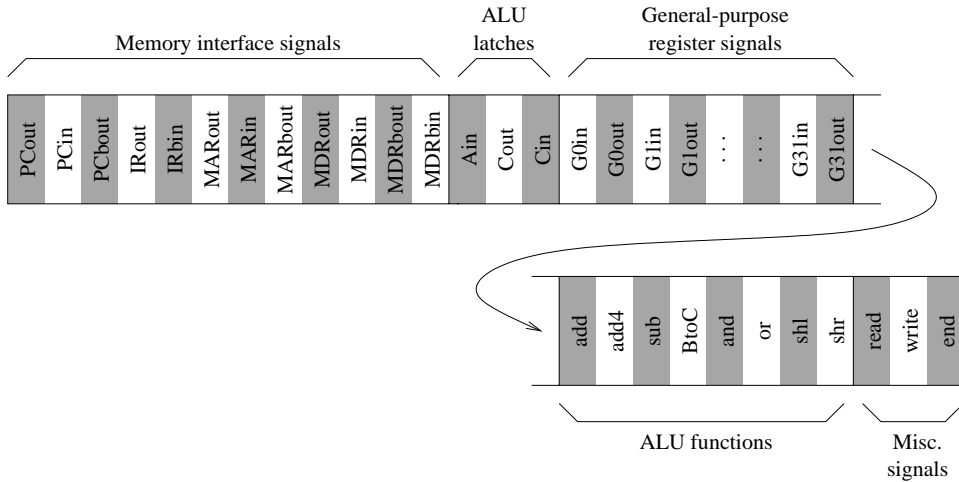 Memory interface signals
ALU
latches
General-purpose
register signals
PCout
PCin
PCbout
IRout
IRbin
MARout
MARin
MARbout
MDRout
MDRin
MDRbout
MDRbin
Ain
Cout
Cin
G0in
G0out
G1in
G1out
. . . .
. . . .
G31in
G31out
add
add4
sub
BtoC
and
or
shl
shr
read
write
end
ALU functions
Misc.
signals